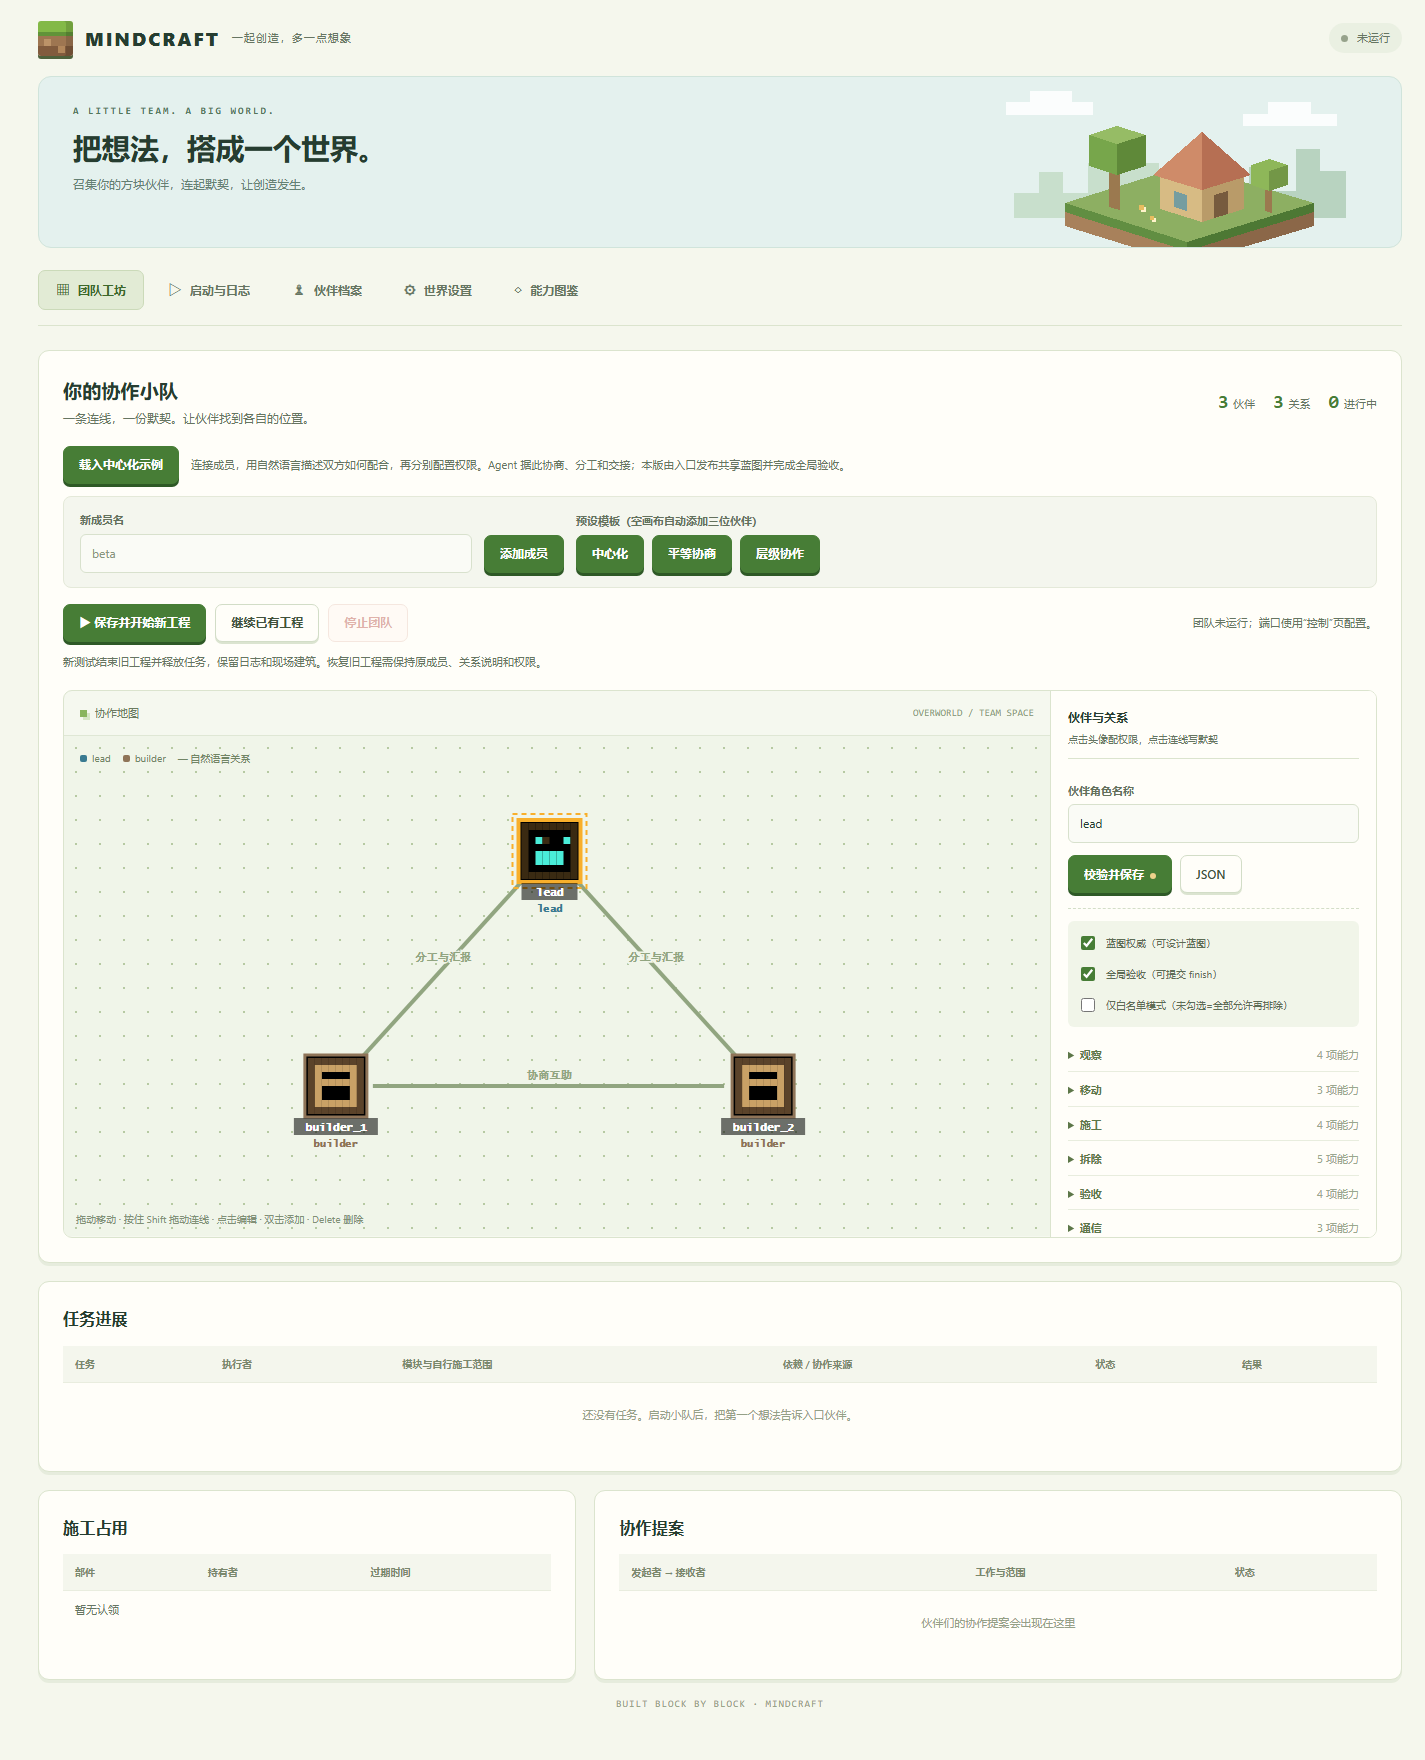 MINDCRAFT 一起创造，多一点想象
未运行
A LITTLE TEAM. A BIG WORLD.
把想法，搭成一个世界。
召集你的方块伙伴，连起默契，让创造发生。
团队工坊
启动与日志
伙伴档案
世界设置
能力图鉴
你的协作小队
一条连线，一份默契。让伙伴找到各自的位置。
3 伙伴 3 关系 0 进行中
载入中心化示例
连接成员，用自然语言描述双方如何配合，再分别配置权限。Agent 据此协商、分工和交接；本版由入口发布共享蓝图并完成全局验收。
新成员名
预设模板（空画布自动添加三位伙伴）
beta
添加成员
中心化
平等协商
层级协作
▶ 保存并开始新工程
继续已有工程
停止团队
团队未运行；端口使用“控制”页配置。
新测试结束旧工程并释放任务，保留日志和现场建筑。恢复旧工程需保持原成员、关系说明和权限。
协作地图
OVERWORLD / TEAM SPACE
lead builder — 自然语言关系
lead
lead
分工与汇报
分工与汇报
协商互助
builder_1
builder
builder_2
builder
拖动移动 · 按住 Shift 拖动连线 · 点击编辑 · 双击添加 · Delete 删除
伙伴与关系
点击头像配权限，点击连线写默契
伙伴角色名称
lead
校验并保存
JSON
蓝图权威（可设计蓝图）
全局验收（可提交 finish）
仅白名单模式（未勾选=全部允许再排除）
▶ 观察 4 项能力
▶ 移动 3 项能力
▶ 施工 4 项能力
▶ 拆除 5 项能力
▶ 验收 4 项能力
▶ 通信 3 项能力
任务进展
任务 执行者 模块与自行施工范围 依赖 / 协作来源 状态 结果
还没有任务。启动小队后，把第一个想法告诉入口伙伴。
施工占用
部件 持有者 过期时间
暂无认领
协作提案
发起者 → 接收者 工作与范围 状态
伙伴们的协作提案会出现在这里
BUILT BLOCK BY BLOCK · MINDCRAFT